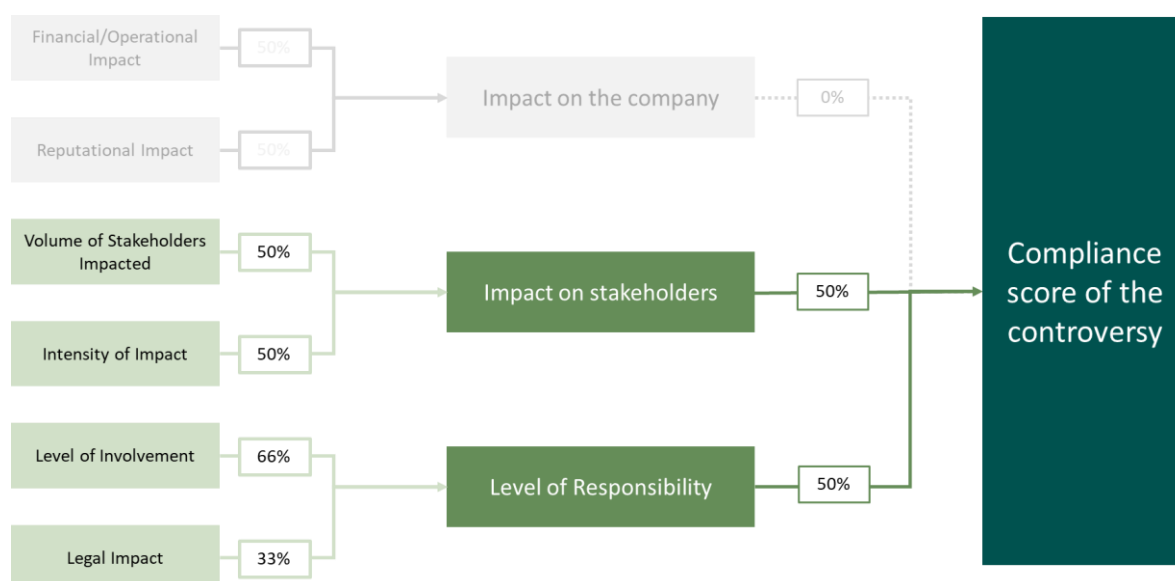 Financial/Operational
Impact
50%
Impact on the company
0%
Reputational Impact
50%
Volume of Stakeholders
Impacted
50%
Impact on stakeholders
50%
Intensity of Impact
50%
Level of Involvement
66%
Level of Responsibility
50%
Legal Impact
33%
Compliance
score of the
controversy